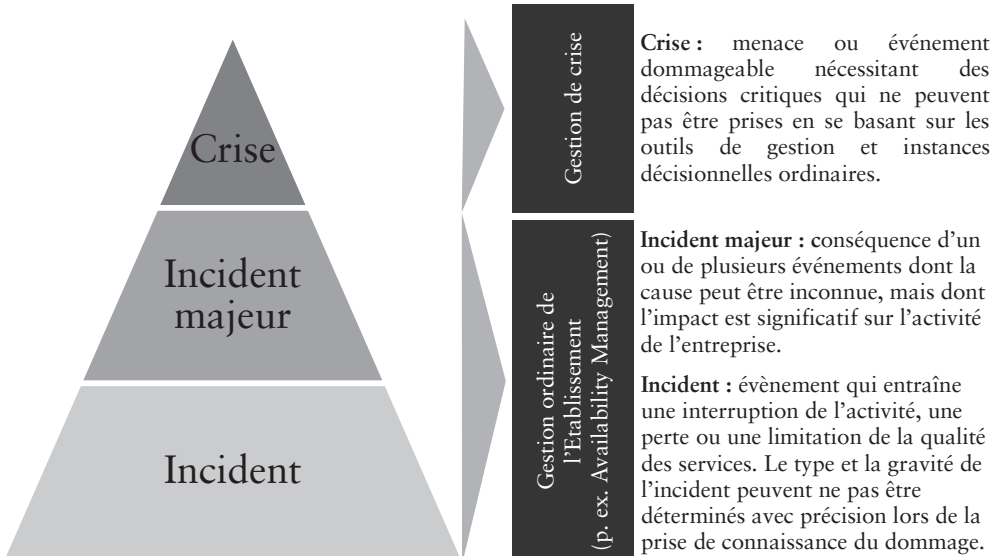 Crise
Incident
majeur
Incident
Gestion de crise
Gestion ordinaire de
l'Etablissement
(p. ex. Availability Management)
Crise : menace ou événement
dommageable nécessitant des
décisions critiques qui ne peuvent
pas être prises en se basant sur les
outils de gestion et instances
décisionnelles ordinaires.
Incident majeur : conséquence d'un
ou de plusieurs événements dont la
cause peut être inconnue, mais dont
l'impact est significatif sur l'activité
de l'entreprise.
Incident : évènement qui entraîne
une interruption de l'activité, une
perte ou une limitation de la qualité
des services. Le type et la gravité de
l'incident peuvent ne pas être
déterminés avec précision lors de la
prise de connaissance du dommage.